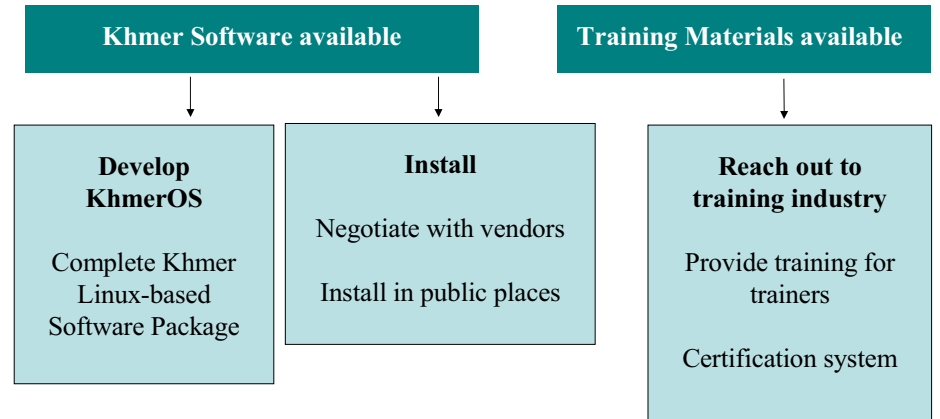 Khmer Software available
Training Materials available
Develop
KhmerOS
Complete Khmer
Linux-based
Software Package
Install
Negotiate with vendors
Install in public places
Reach out to
training industry
Provide training for
trainers
Certification system